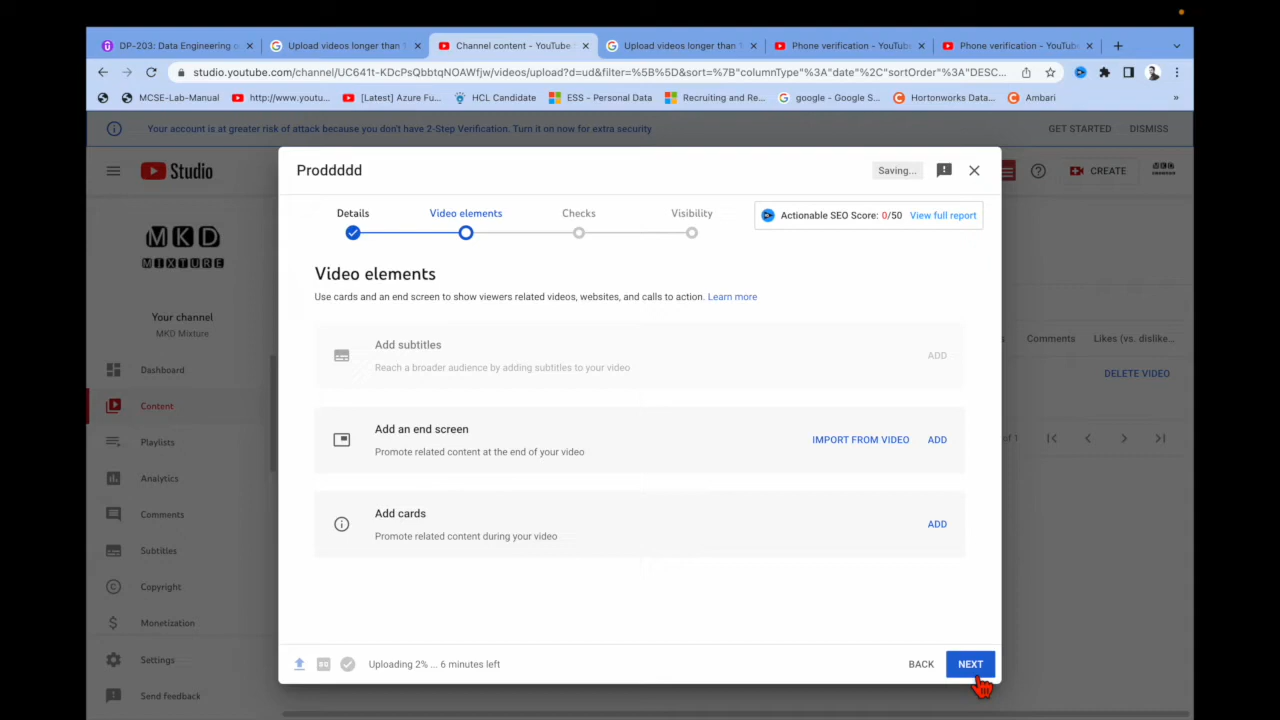 DP-203: Data Engineering o
Upload videos longer than 1
Channel content - YouTube
Upload videos longer than 1
Phone verification - YouTub
Phone verification - YouTub
studio.youtube.com/channel/UC641t-KDcPsQbbtqNOAWfjw/videos/upload?d=ud&filter=%5B%5D&sort=%7B"columnType"%3A"date"%2C"sortOrder"%3A"DESC...
MCSE-Lab-Manual
http://www.youtu...
[Latest] Azure Fu...
HCL Candidate
ESS - Personal Data
Recruiting and Re...
google - Google S...
Hortonworks Data...
Ambari
»
Your account is at greater risk of attack because you don't have 2-Step Verification. Turn it on now for extra security
GET STARTED
DISMISS
Studio
CREATE
MKD
MIXTURE
Your channel
MKD Mixture
Dashboard
Content
Playlists
Analytics
Comments
Subtitles
Copyright
Monetization
Settings
Send feedback
Proddddd
Saving...
Details
Video elements
Checks
Visibility
Actionable SEO Score: 0/50 View full report
Video elements
Use cards and an end screen to show viewers related videos, websites, and calls to action. Learn more
Add subtitles
Reach a broader audience by adding subtitles to your video
ADD
Add an end screen
Promote related content at the end of your video
IMPORT FROM VIDEO
ADD
Add cards
Promote related content during your video
ADD
Uploading 2% ... 6 minutes left
BACK
NEXT
Comments
Likes (vs. dislike...
DELETE VIDEO
of 1